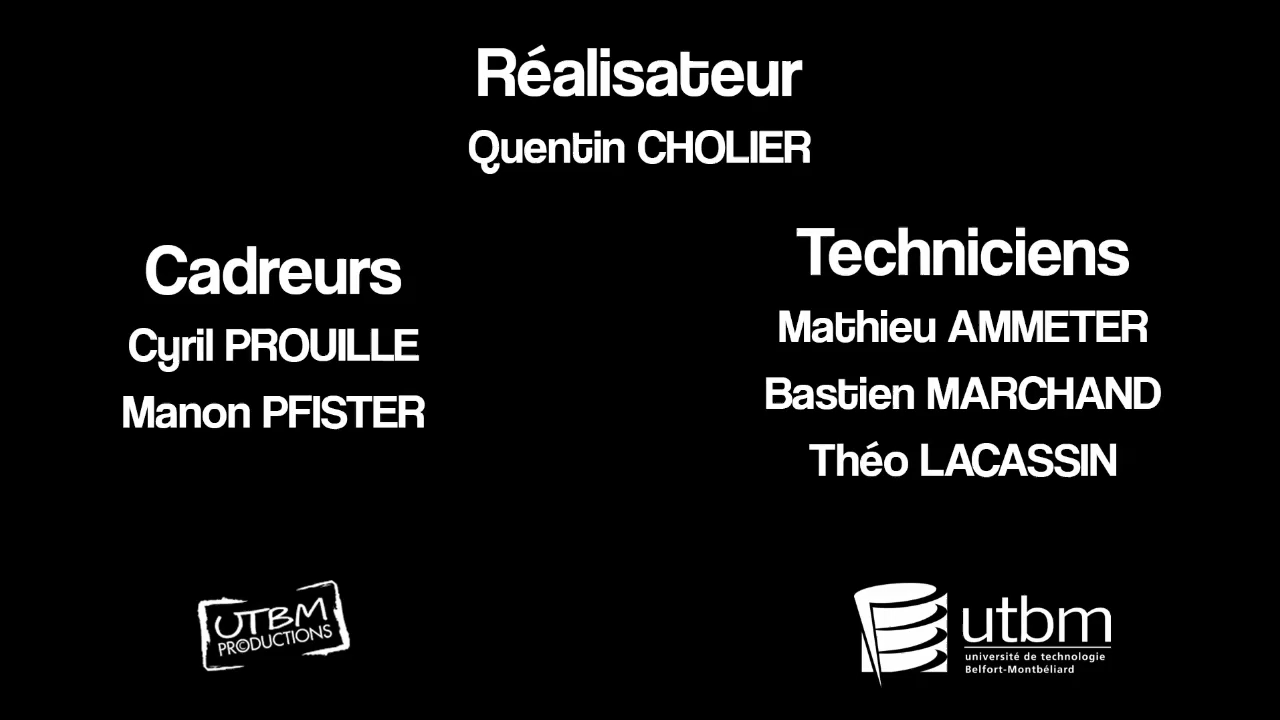 Réalisateur
Quentin CHOLIER
Cadreurs
Cyril PROUILLE
Manon PFISTER
Techniciens
Mathieu AMMETER
Bastien MARCHAND
Théo LACASSIN
UTBM
PRODUCTIONS
utbm
université de technologie
Belfort-Montbéliard